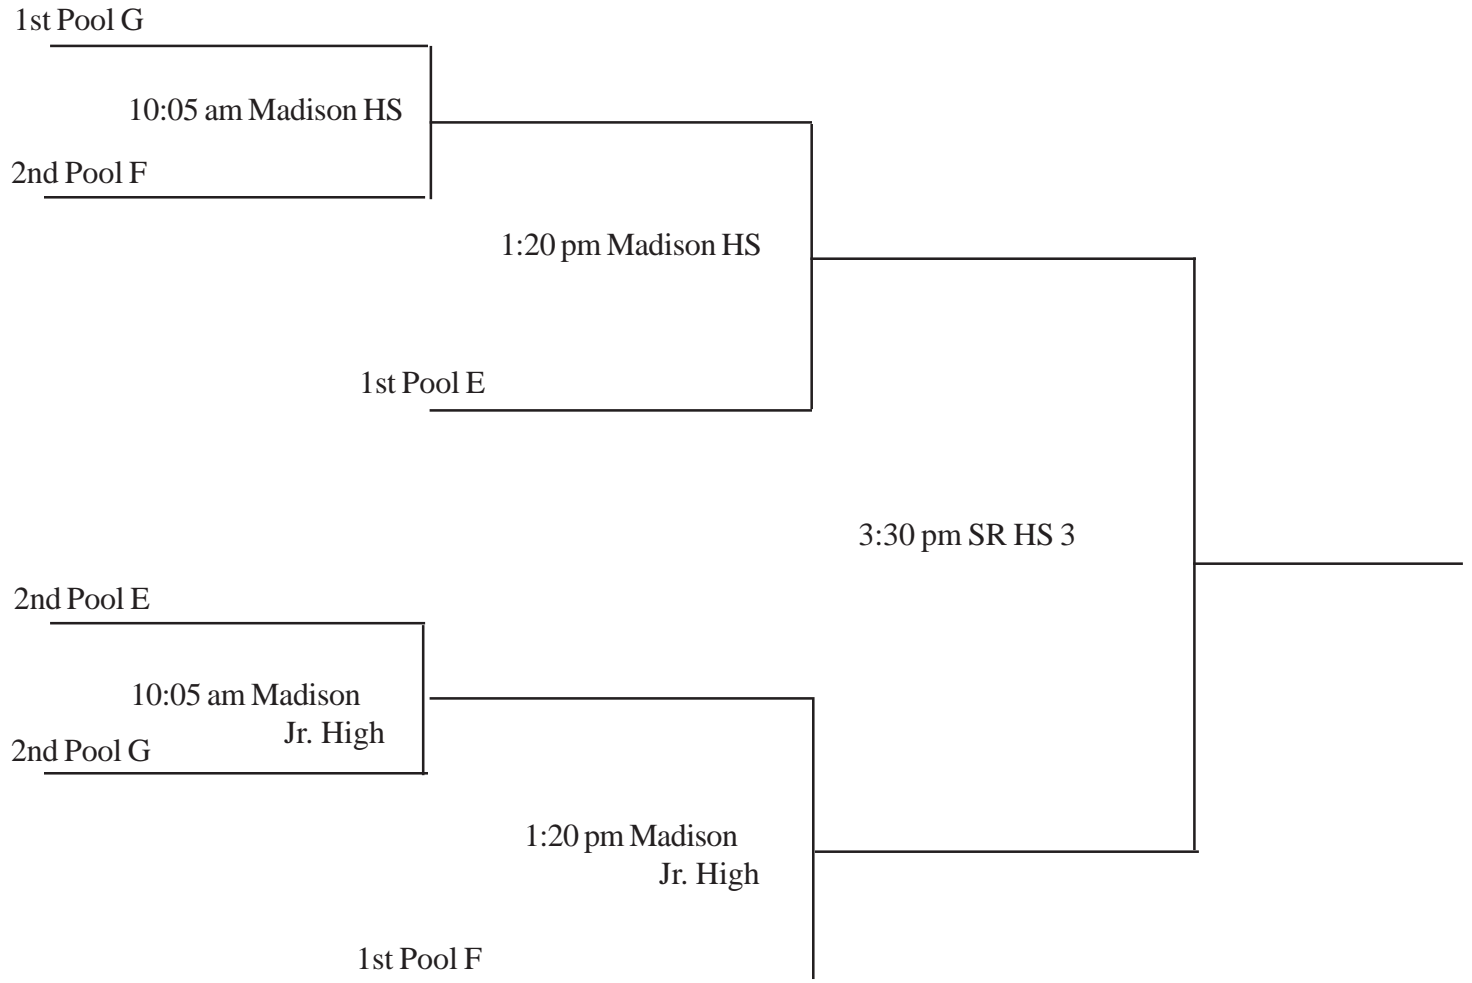 1st Pool G
10:05 am Madison HS
2nd Pool F
1:20 pm Madison HS
1st Pool E
3:30 pm SR HS 3
2nd Pool E
10:05 am Madison
Jr. High
2nd Pool G
1:20 pm Madison
Jr. High
1st Pool F